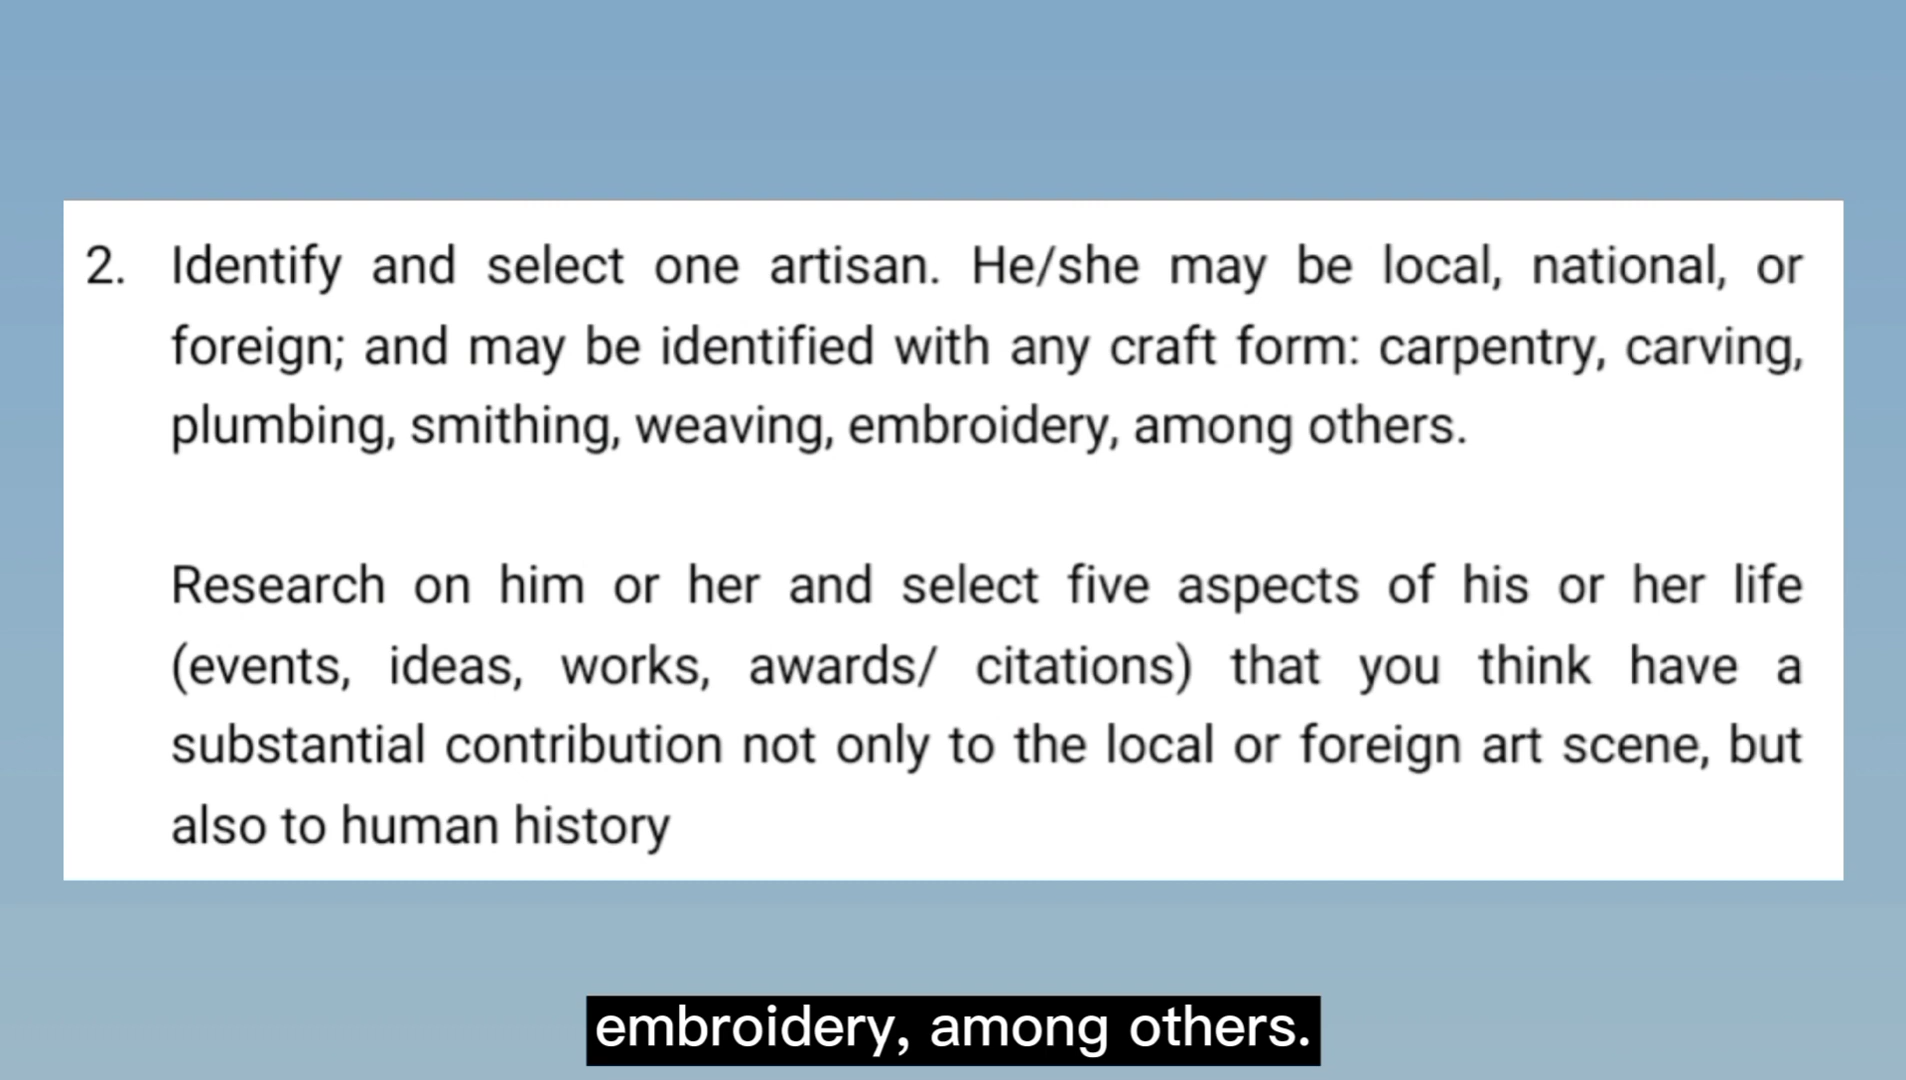 2. Identify and select one artisan. He/she may be local, national, or
foreign; and may be identified with any craft form: carpentry, carving,
plumbing, smithing, weaving, embroidery, among others.
Research on him or her and select five aspects of his or her life
(events, ideas, works, awards/ citations) that you think have a
substantial contribution not only to the local or foreign art scene, but
also to human history
embroidery, among others.